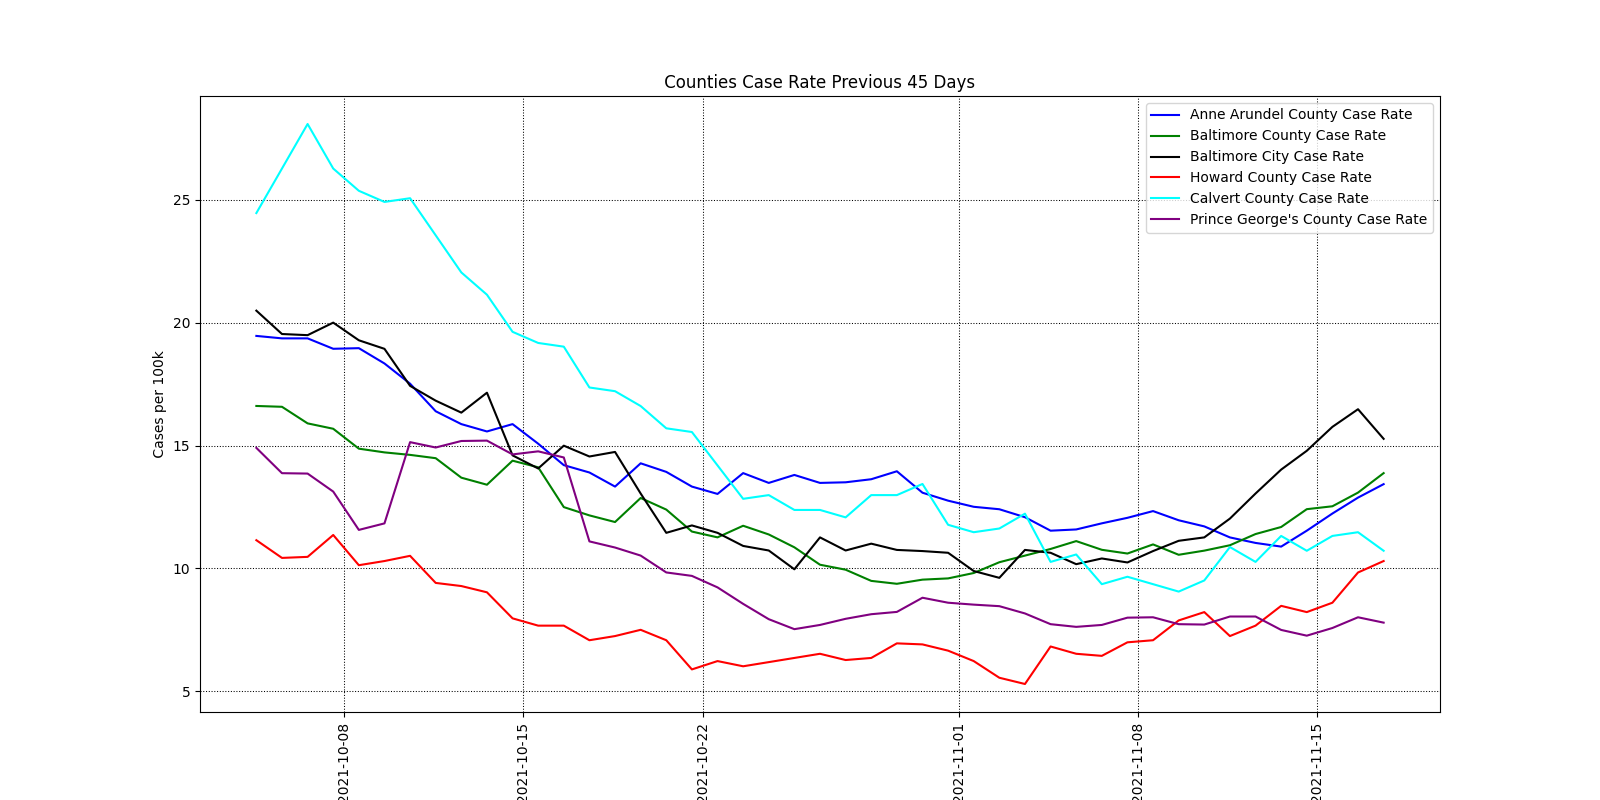 Counties Case Rate Previous 45 Days
Anne Arundel County Case Rate
Baltimore County Case Rate
Baltimore City Case Rate
Howard County Case Rate
Calvert County Case Rate
Prince George's County Case Rate
Cases per 100k
25
20
15
10
5
2021-10-08
2021-10-15
2021-10-22
2021-11-01
2021-11-08
2021-11-15